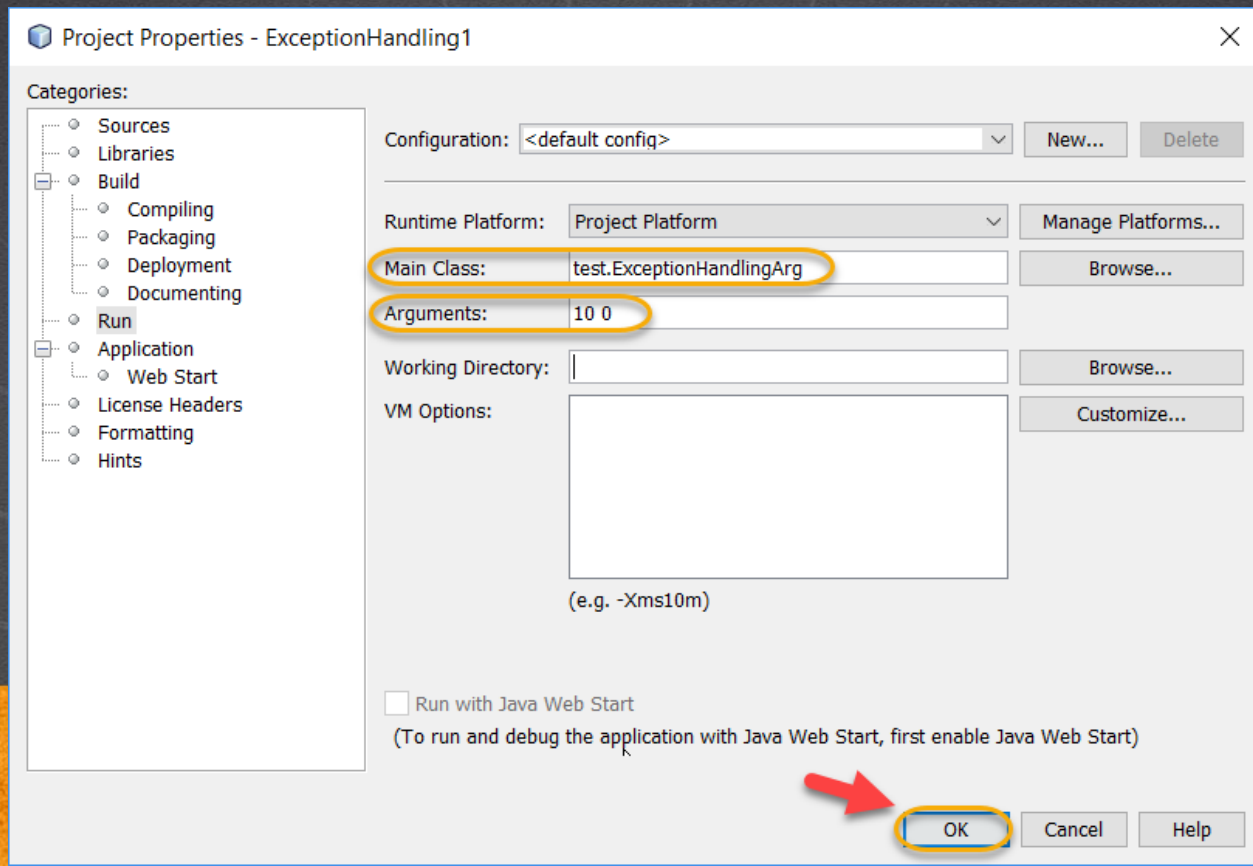 Project Properties - ExceptionHandling1
Categories:
Sources
Libraries
Build
Compiling
Packaging
Deployment
Documenting
Run
Application
Web Start
License Headers
Formatting
Hints
Configuration: <default config> New... Delete
Runtime Platform: Project Platform Manage Platforms...
Main Class: test.ExceptionHandlingArg Browse...
Arguments: 10 0
Working Directory: Browse...
VM Options: Customize...
(e.g. -Xms10m)
Run with Java Web Start
(To run and debug the application with Java Web Start, first enable Java Web Start)
OK Cancel Help